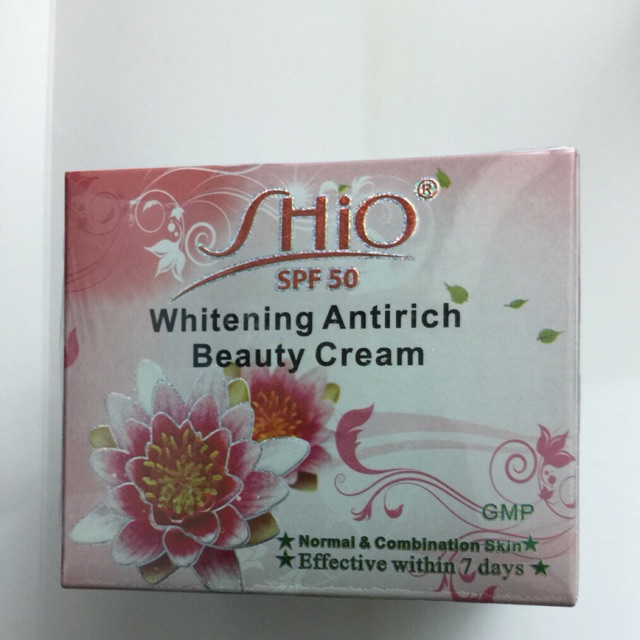 SHiO®
SPF 50
Whitening Antirich
Beauty Cream
GMP
★ Normal & Combination Skin ★
★ Effective within 7 days ★